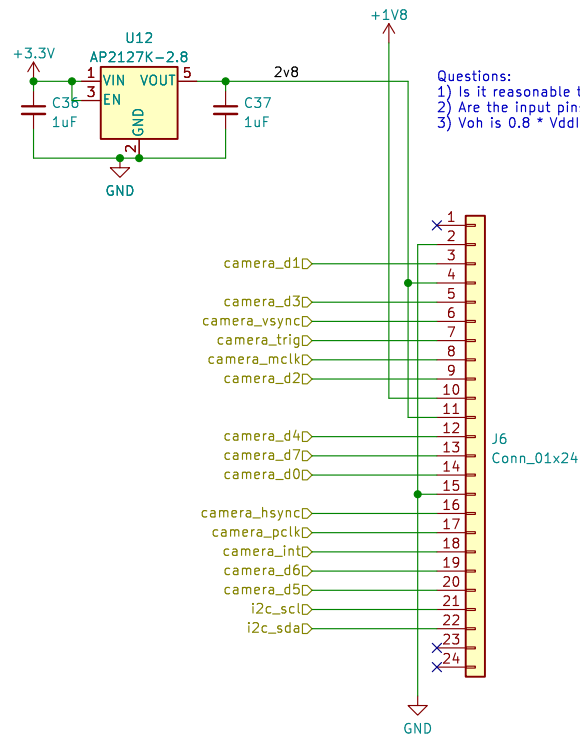 +1V8
U12
AP2127K-2.8
+3.3V
1 VIN VOUT 5
2v8
3 EN
C36
1uF
GND
2
C37
1uF
GND
Questions:
1) Is it reasonable
2) Are the input
3) Voh is 0.8 *
1
2
camera_d1 3
4
camera_d3 5
camera_vsync 6
camera_trig 7
camera_mclk 8
camera_d2 9
10
11
camera_d4 12
J6
camera_d7 13
Conn_01x24
camera_d0 14
15
camera_hsync 16
camera_pclk 17
camera_int 18
camera_d6 19
camera_d5 20
i2c_scl 21
i2c_sda 22
23
24
GND